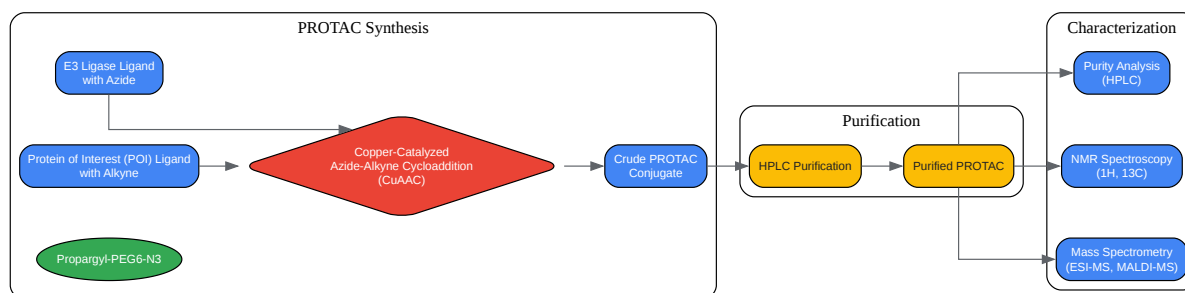 PROTAC Synthesis
E3 Ligase Ligand
with Azide
Protein of Interest (POI) Ligand
with Alkyne
Propargyl-PEG6-N3
Copper-Catalyzed
Azide-Alkyne Cycloaddition
(CuAAC)
Crude PROTAC
Conjugate
Purification
HPLC Purification
Purified PROTAC
Characterization
Purity Analysis
(HPLC)
NMR Spectroscopy
(1H, 13C)
Mass Spectrometry
(ESI-MS, MALDI-MS)